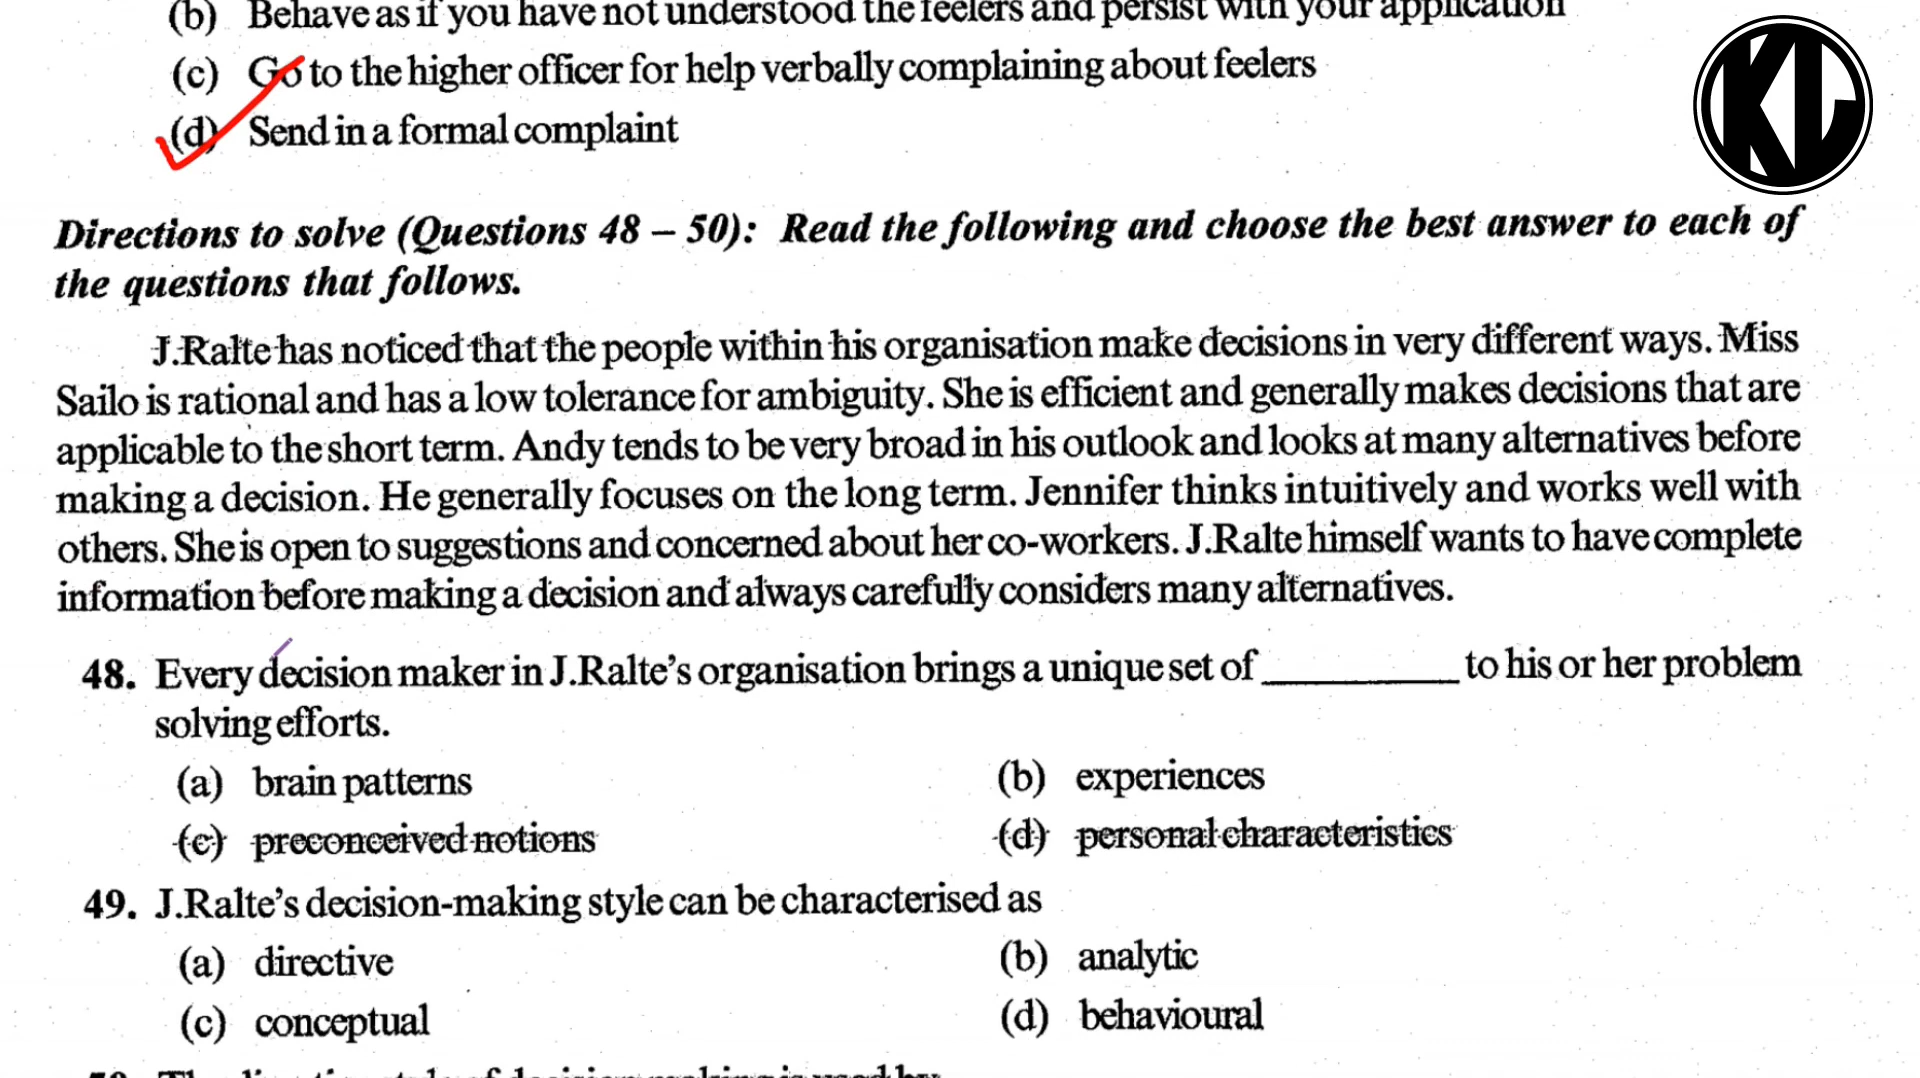 (b) Behave as if you have not understood the feelers and persist with your application
(c) Go to the higher officer for help verbally complaining about feelers
(d) Send in a formal complaint
KL
Directions to solve (Questions 48 – 50): Read the following and choose the best answer to each of
the questions that follows.
J.Ralte has noticed that the people within his organisation make decisions in very different ways. Miss
Sailo is rational and has a low tolerance for ambiguity. She is efficient and generally makes decisions that are
applicable to the short term. Andy tends to be very broad in his outlook and looks at many alternatives before
making a decision. He generally focuses on the long term. Jennifer thinks intuitively and works well with
others. She is open to suggestions and concerned about her co-workers. J.Ralte himself wants to have complete
information before making a decision and always carefully considers many alternatives.
48. Every decision maker in J.Ralte's organisation brings a unique set of ________ to his or her problem
solving efforts.
(a) brain patterns (b) experiences
(c) preconceived notions (d) personal characteristics
49. J.Ralte's decision-making style can be characterised as
(a) directive (b) analytic
(c) conceptual (d) behavioural